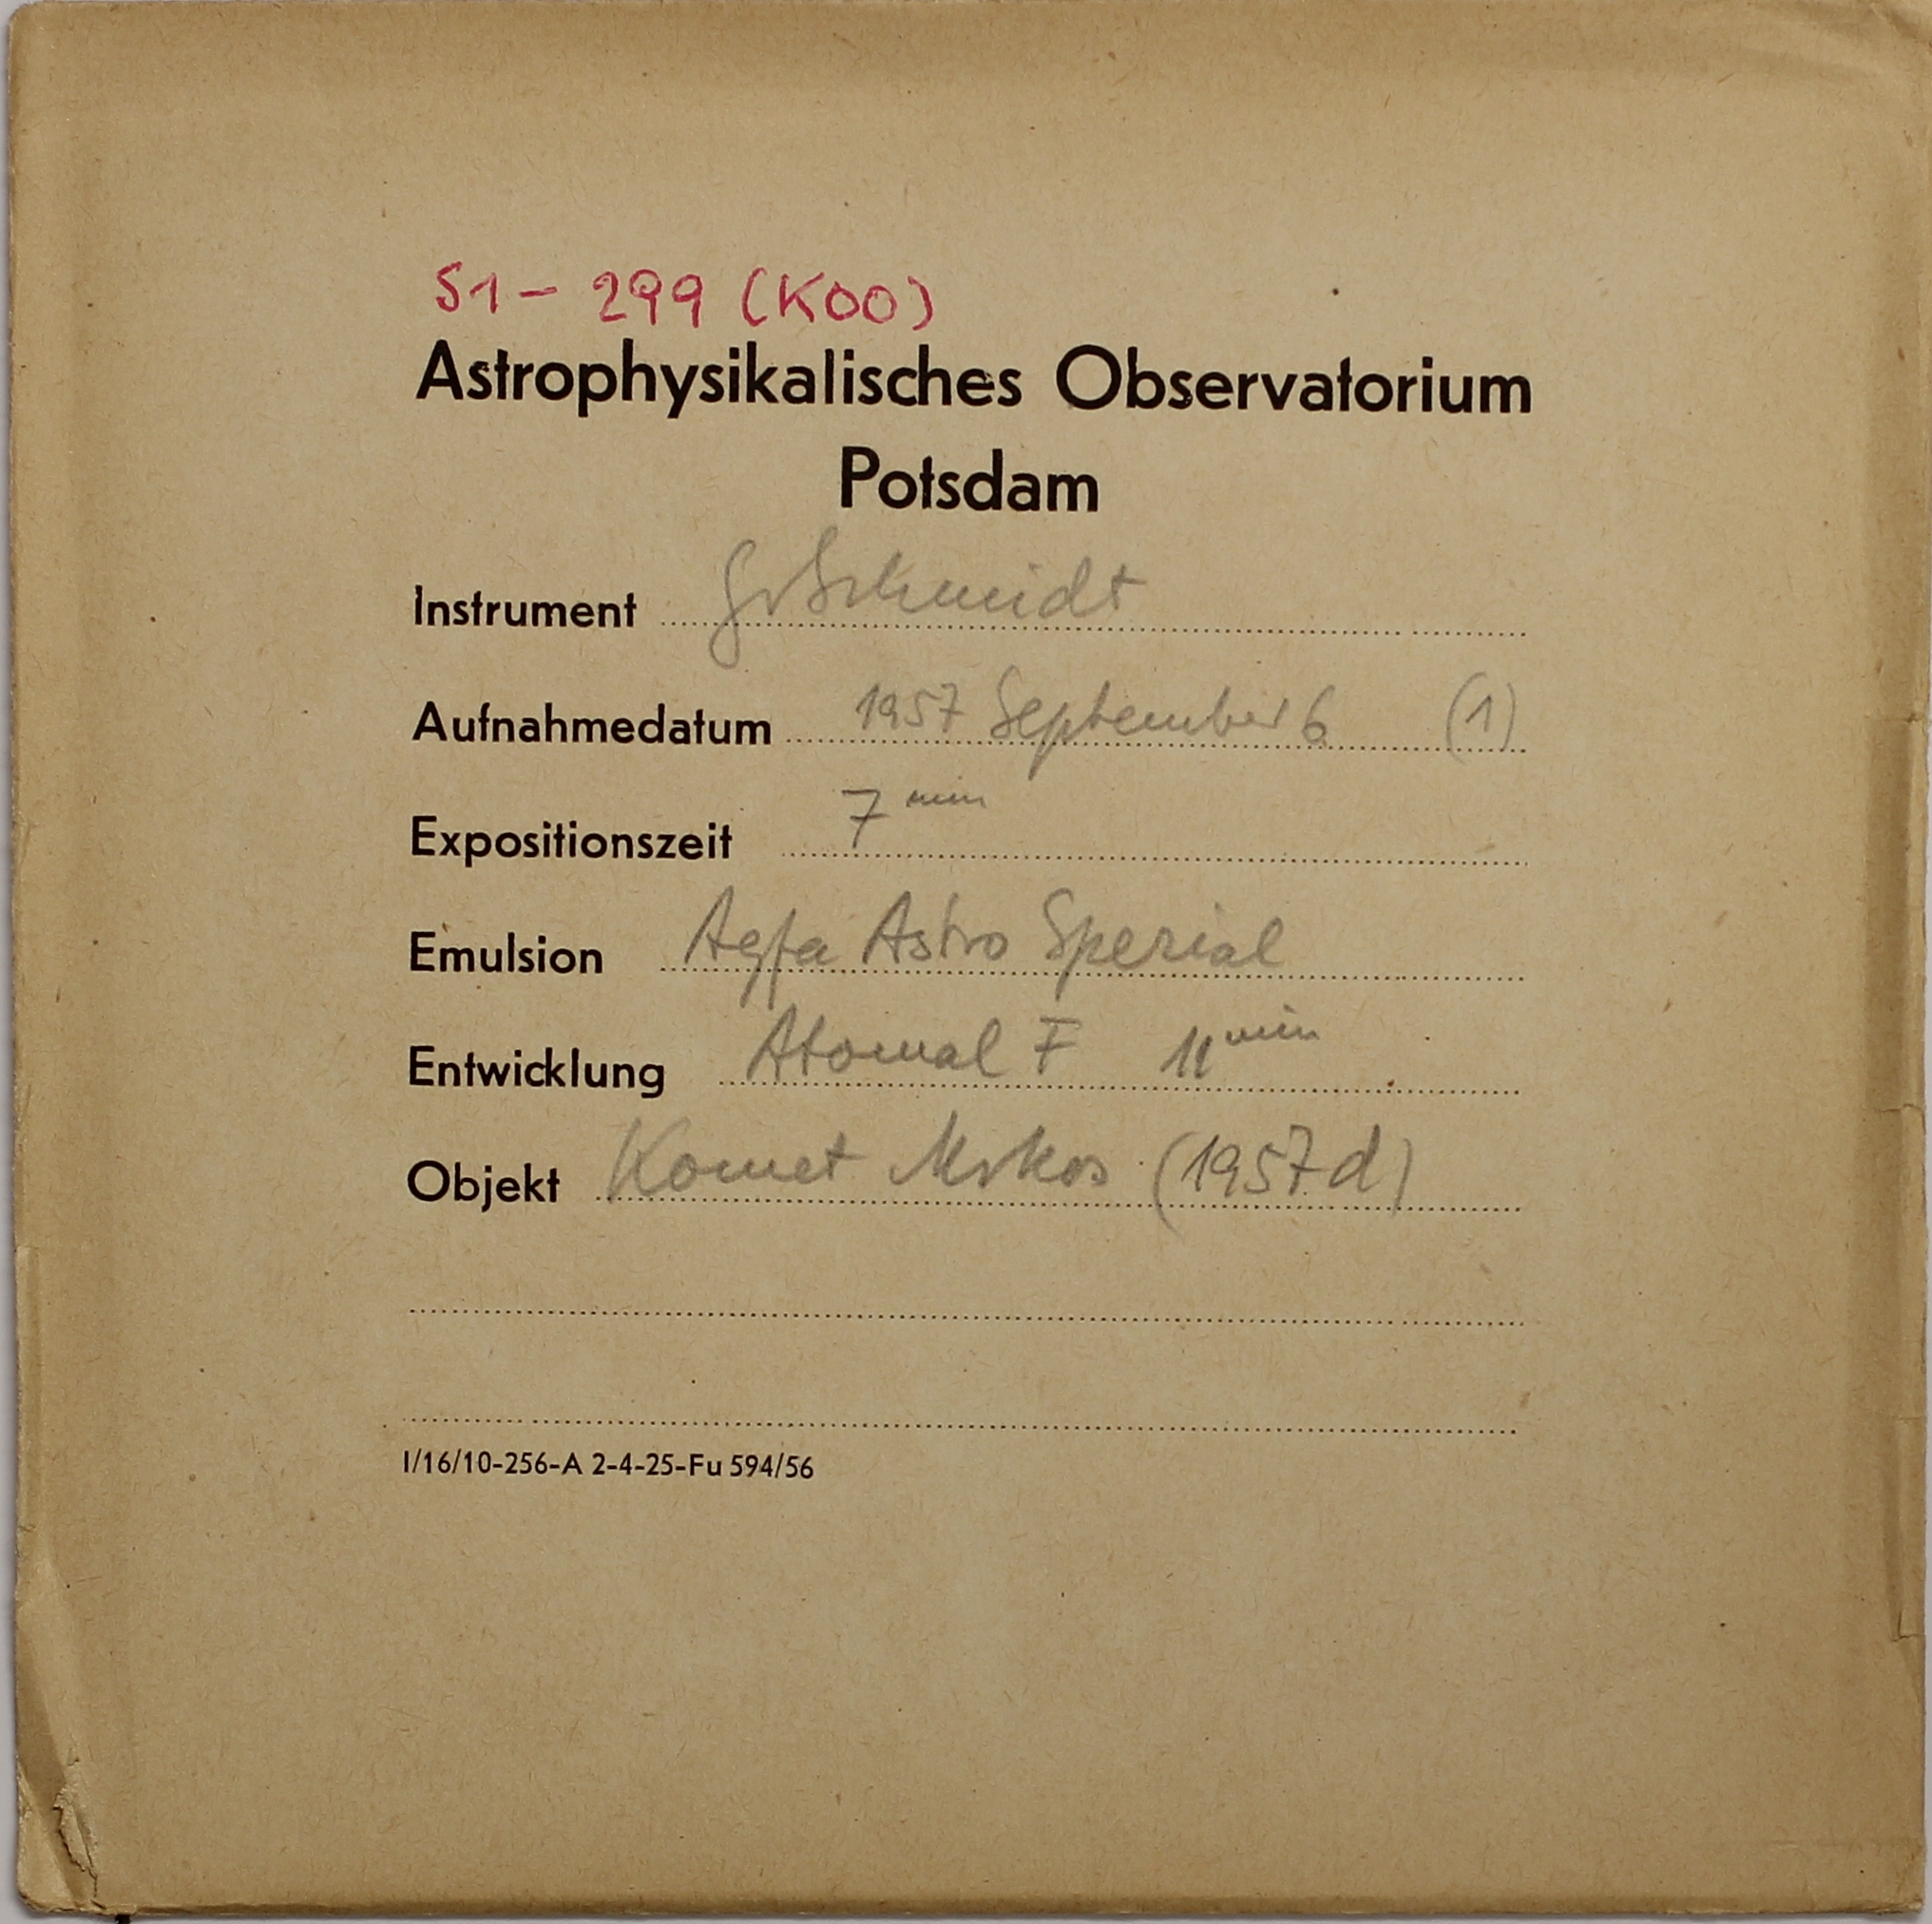 S1 - 299 (K00)
Astrophysikalisches Observatorium
Potsdam
Instrument Gr Schmidt
Aufnahmedatum 1957 September 6 (1)
Expositionszeit 7 min
Emulsion Agfa Astro Spezial
Entwicklung Atomal F 11 min
Objekt Komet Mrkos (1957 d)
I/16/10-256-A 2-4-25-Fu 594/56